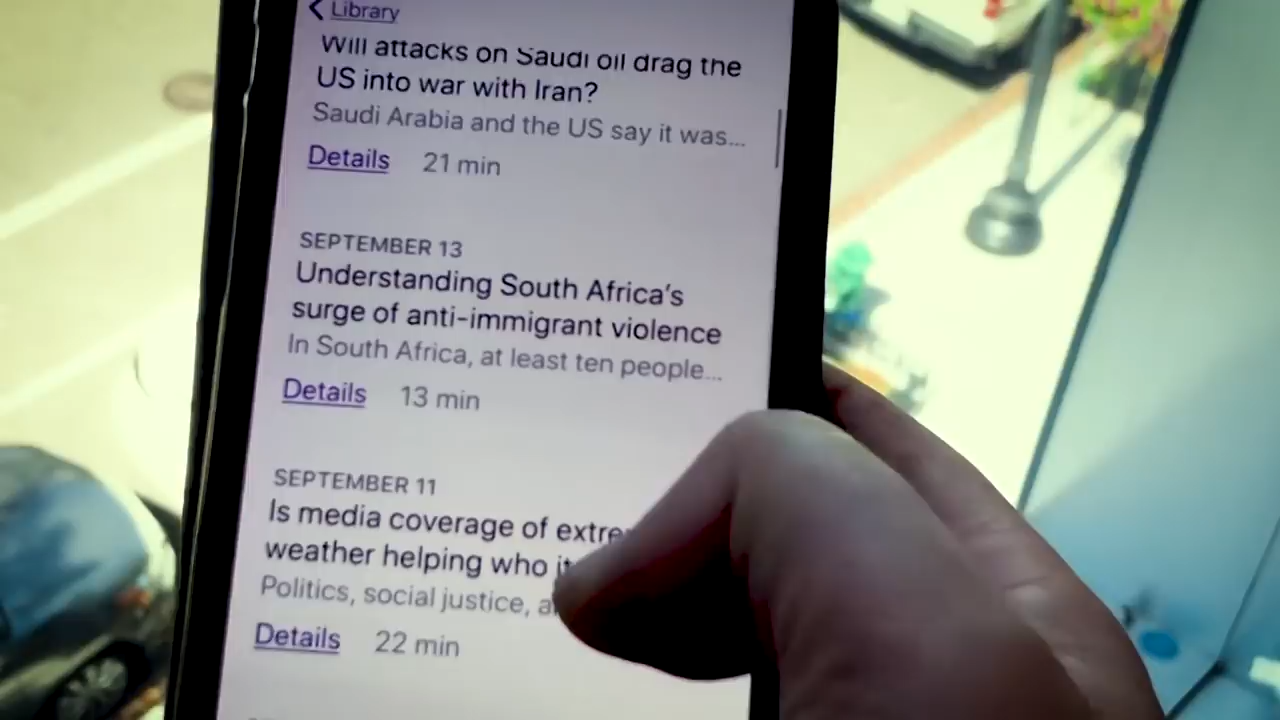 Library
Will attacks on Saudi oil drag the
US into war with Iran?
Saudi Arabia and the US say it was...
Details 21 min
SEPTEMBER 13
Understanding South Africa's
surge of anti-immigrant violence
In South Africa, at least ten people...
Details 13 min
SEPTEMBER 11
Is media coverage of
weather helping who
Politics, social justice,
Details 22 min